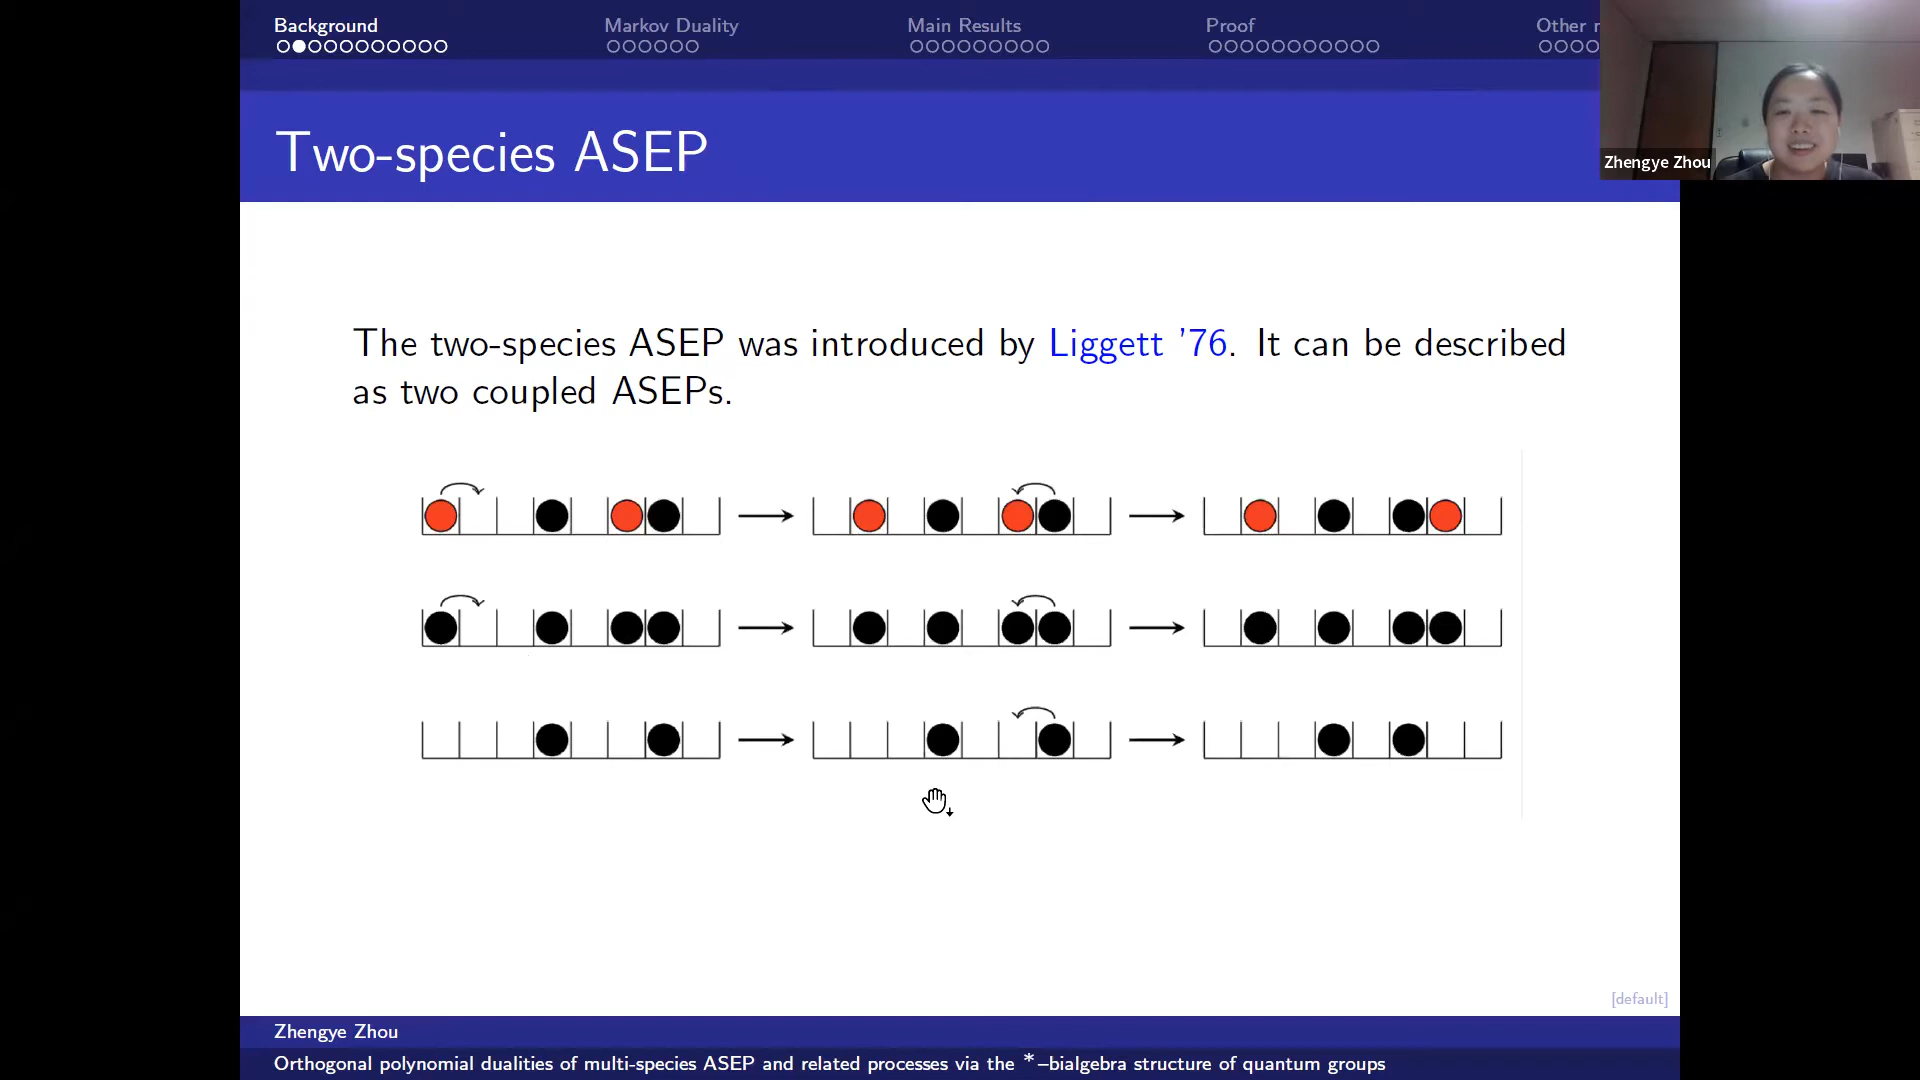 Background
Markov Duality
Main Results
Proof
Other r
Two-species ASEP
Zhengye Zhou
The two-species ASEP was introduced by Liggett ’76. It can be described
as two coupled ASEPs.
[default]
Zhengye Zhou
Orthogonal polynomial dualities of multi-species ASEP and related processes via the *–bialgebra structure of quantum groups